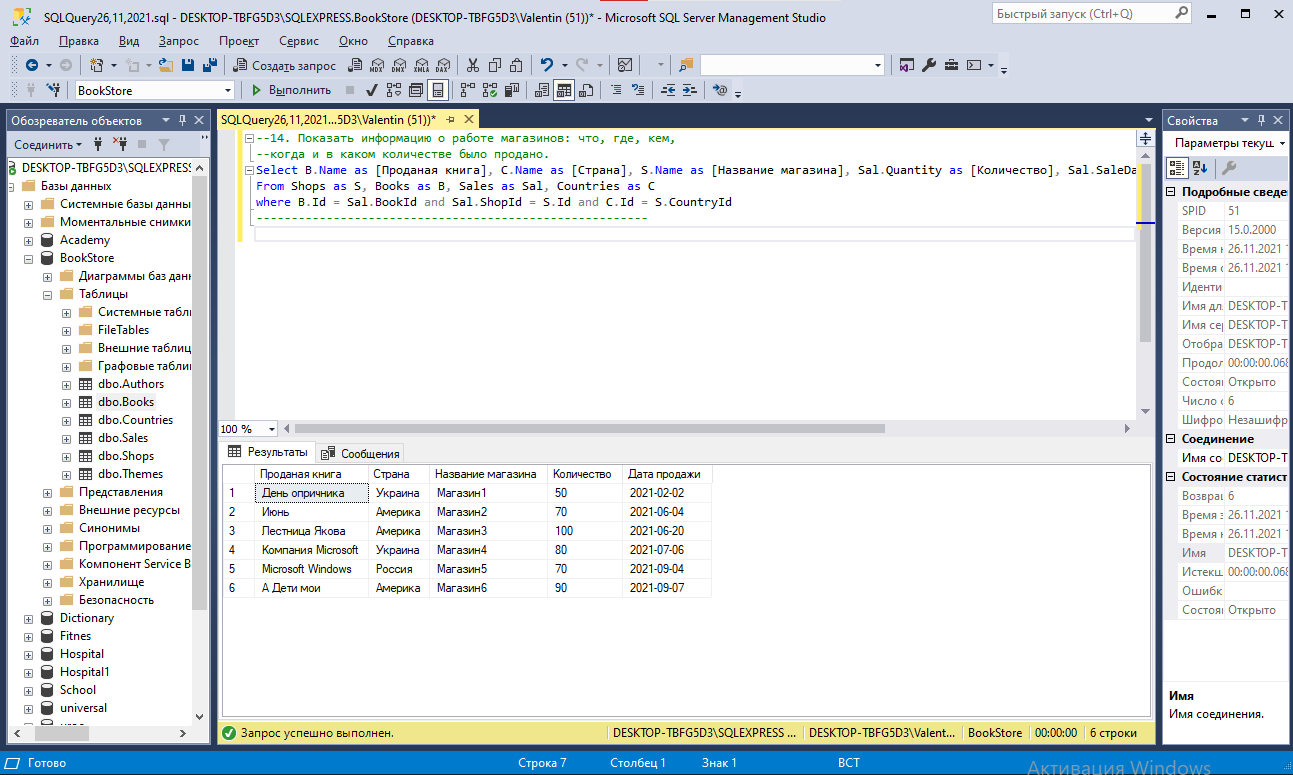 SQLQuery26,11,2021.sql - DESKTOP-TBFG5D3\SQLEXPRESS.BookStore (DESKTOP-TBFG5D3\Valentin (51))* - Microsoft SQL Server Management Studio
Быстрый запуск (Ctrl+Q)
Файл Правка Вид Запрос Проект Сервис Окно Справка
Создать запрос
MDX DMX XMLA DAX
BookStore Выполнить
Обозреватель объектов
Соединить
DESKTOP-TBFG5D3\SQLEXPRESS
Базы данных
Системные базы данны
Моментальные снимки
Academy
BookStore
Диаграммы баз дан
Таблицы
Системные табл
FileTables
Внешние таблиц
Графовые таблиц
dbo.Authors
dbo.Books
dbo.Countries
dbo.Sales
dbo.Shops
dbo.Themes
Представления
Внешние ресурсы
Синонимы
Программирование
Компонент Service B
Хранилище
Безопасность
Dictionary
Fitnes
Hospital
Hospital1
School
universal
SQLQuery26,11,2021...5D3\Valentin (51))*
--14. Показать информацию о работе магазинов: что, где, кем,
--когда и в каком количестве было продано.
Select B.Name as [Проданая книга], C.Name as [Страна], S.Name as [Название магазина], Sal.Quantity as [Количество], Sal.SaleDa
From Shops as S, Books as B, Sales as Sal, Countries as C
where B.Id = Sal.BookId and Sal.ShopId = S.Id and C.Id = S.CountryId
----------------------------------------------------
100 %
Результаты Сообщения
Проданая книга Страна Название магазина Количество Дата продажи
1 День опричника Украина Магазин1 50 2021-02-02
2 Июнь Америка Магазин2 70 2021-06-04
3 Лестница Якова Америка Магазин3 100 2021-06-20
4 Компания Microsoft Украина Магазин4 80 2021-07-06
5 Microsoft Windows Россия Магазин5 70 2021-09-04
6 А Дети мои Америка Магазин6 90 2021-09-07
Запрос успешно выполнен. DESKTOP-TBFG5D3\SQLEXPRESS ... DESKTOP-TBFG5D3\Valent... BookStore 00:00:00 6 строки
Свойства
Параметры текущ
Подробные сведе
SPID 51
Версия 15.0.2000
Время н 26.11.2021 1
Время с 26.11.2021 1
Иденти
Имя для DESKTOP-T
Имя сер DESKTOP-T
Отобра DESKTOP-T
Продол 00:00:00.068
Состоя Открыто
Число с 6
Шифро Незашифр
Соединение
Имя со DESKTOP-T
Состояние статист
Возвра 6
Время з 26.11.2021 1
Время н 26.11.2021 1
Имя DESKTOP-T
Истекш 00:00:00.068
Ошибк
Состоя Открыто
Имя
Имя соединения.
Готово Строка 7 Столбец 1 Знак 1 ВСТ
Активация Windows